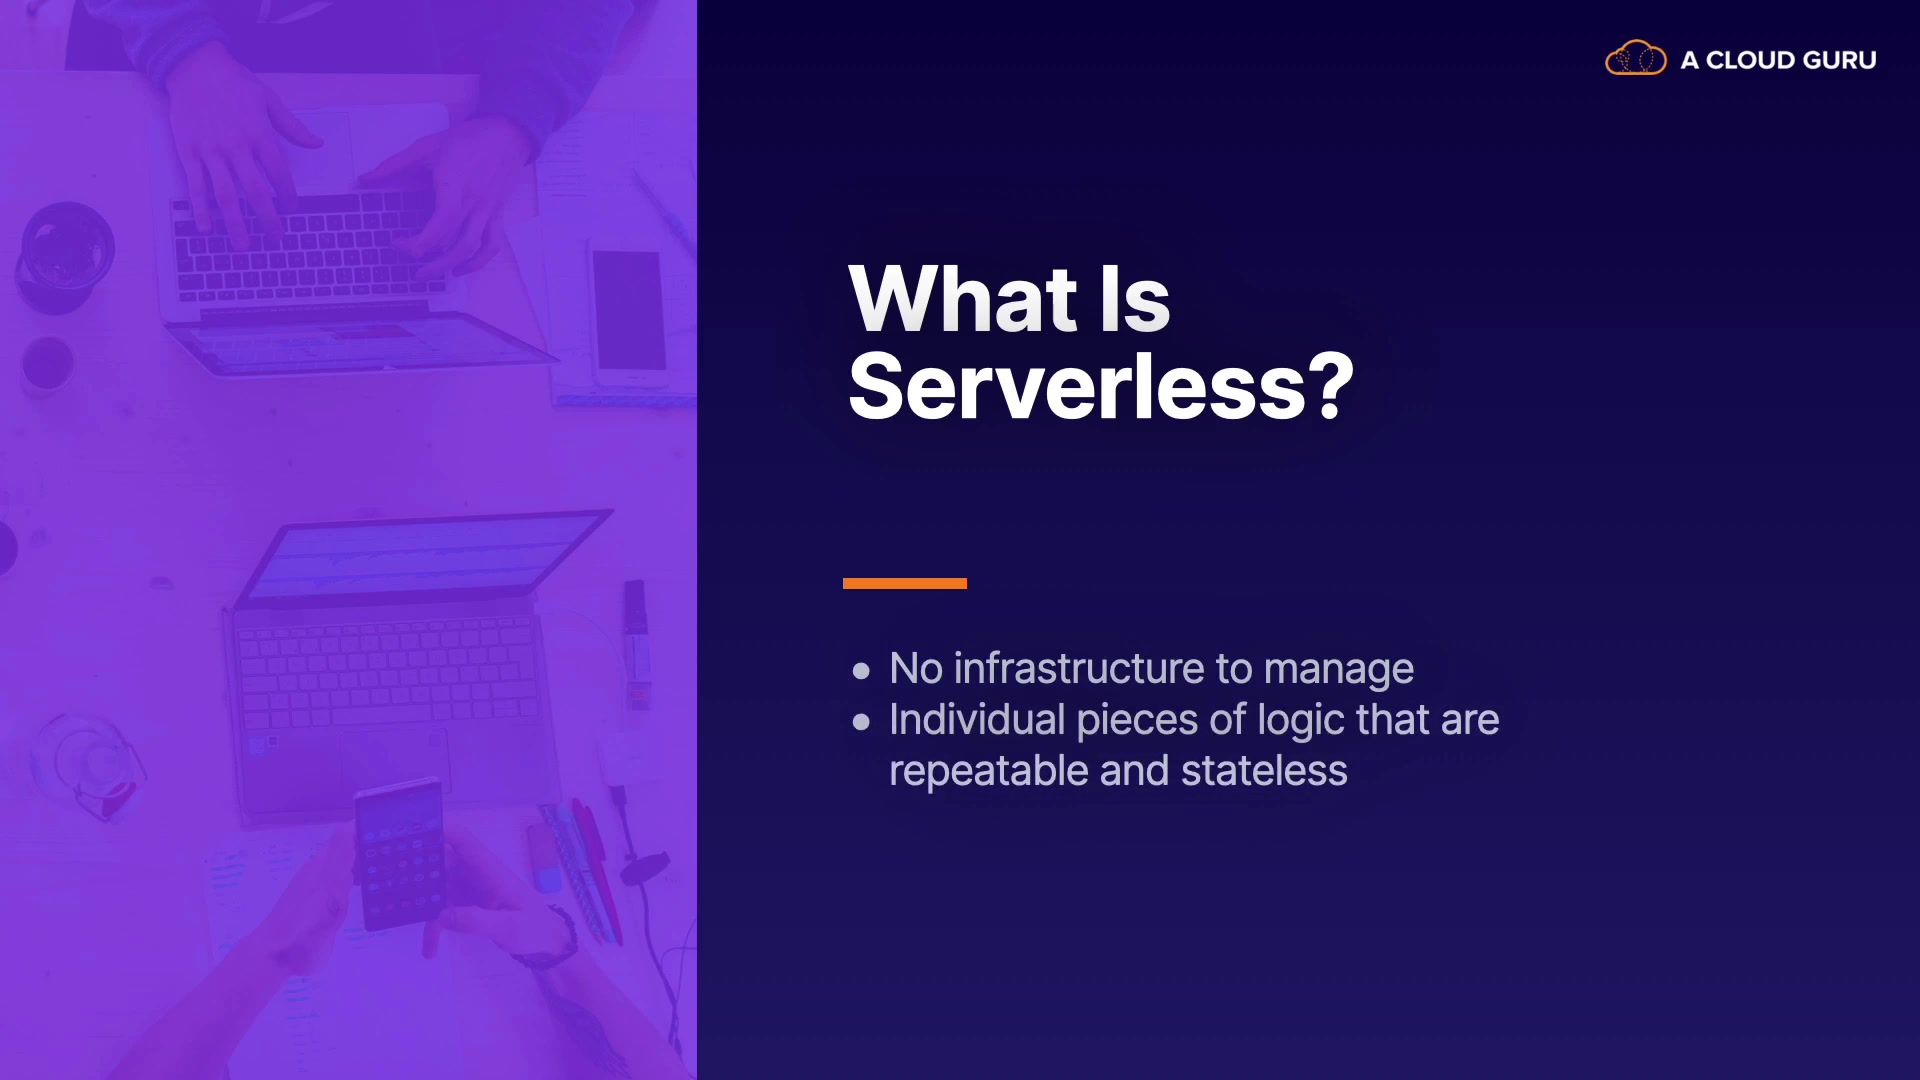 A CLOUD GURU
What Is
Serverless?
● No infrastructure to manage
● Individual pieces of logic that are
repeatable and stateless